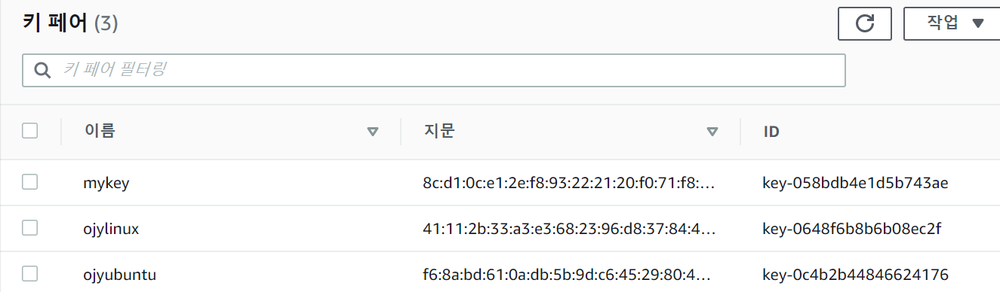 키 페어 (3)
작업
키 페어 필터링
이름 지문 ID
mykey 8c:d1:0c:e1:2e:f8:93:22:21:20:f0:71:f8:...
key-058bdb4e1d5b743ae
ojylinux 41:11:2b:33:a3:e3:68:23:96:d8:37:84:4...
key-0648f6b8b6b08ec2f
ojyubuntu f6:8a:bd:61:0a:db:5b:9d:c6:45:29:80:4...
key-0c4b2b44846624176